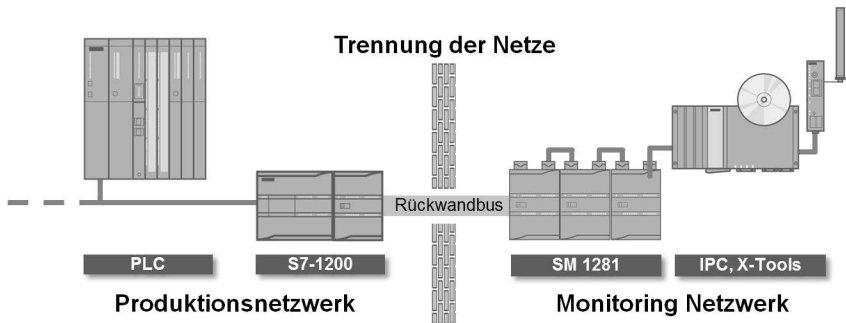 Trennung der Netze
Rückwandbus
PLC
S7-1200
SM 1281
IPC, X-Tools
Produktionsnetzwerk
Monitoring Netzwerk